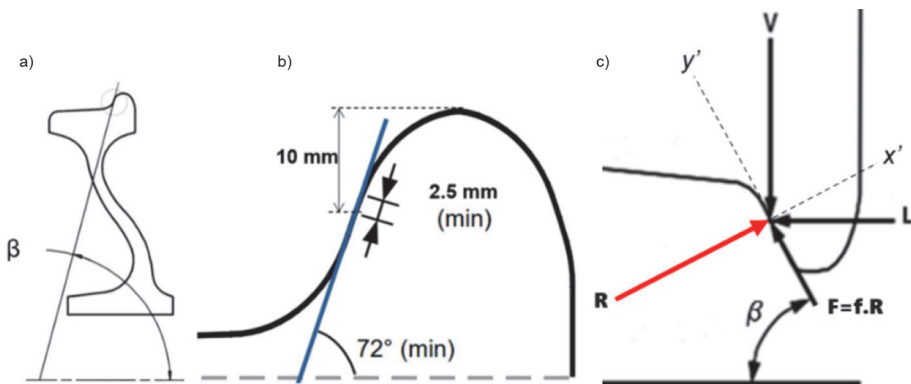 a)
β
b)
10 mm
2.5 mm
(min)
72° (min)
c)
V
y'
x'
L
R
F=f.R
β